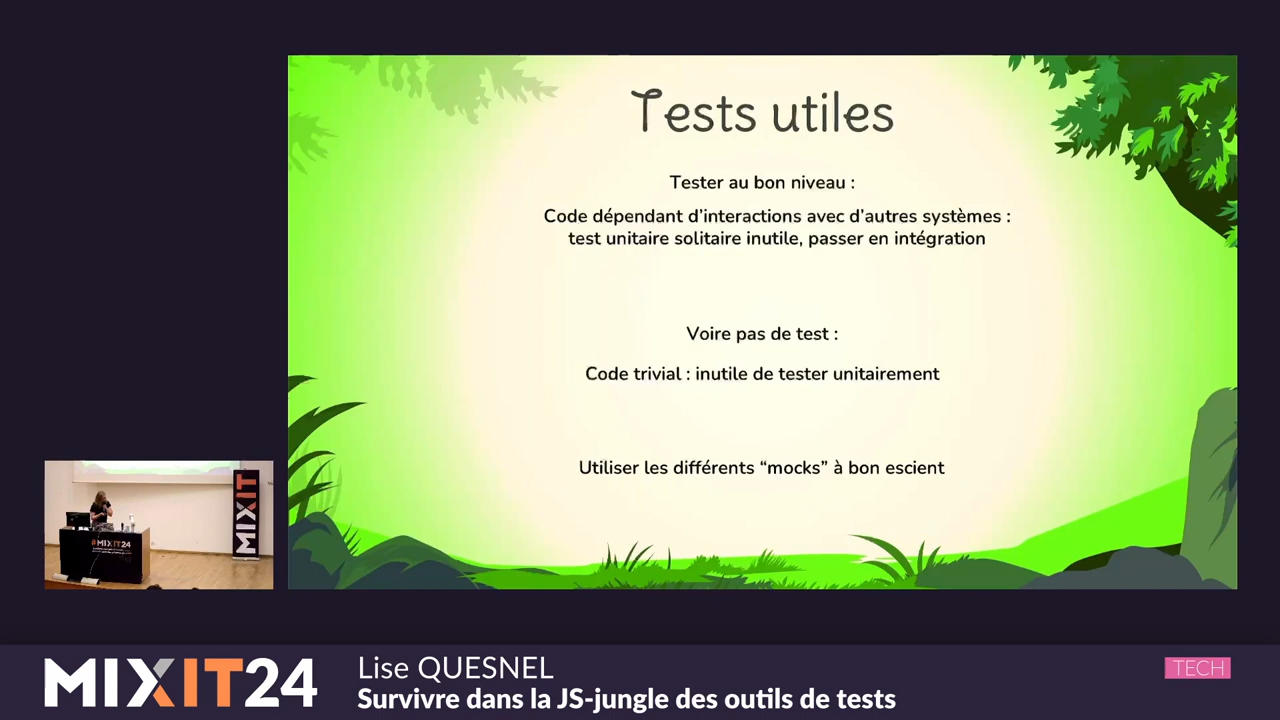 Tests utiles
Tester au bon niveau :
Code dépendant d’interactions avec d’autres systèmes :
test unitaire solitaire inutile, passer en intégration
Voire pas de test :
Code trivial : inutile de tester unitairement
Utiliser les différents “mocks” à bon escient
MIXIT
#MIXIT24
MIXIT24
Lise QUESNEL
Survivre dans la JS-jungle des outils de tests
TECH